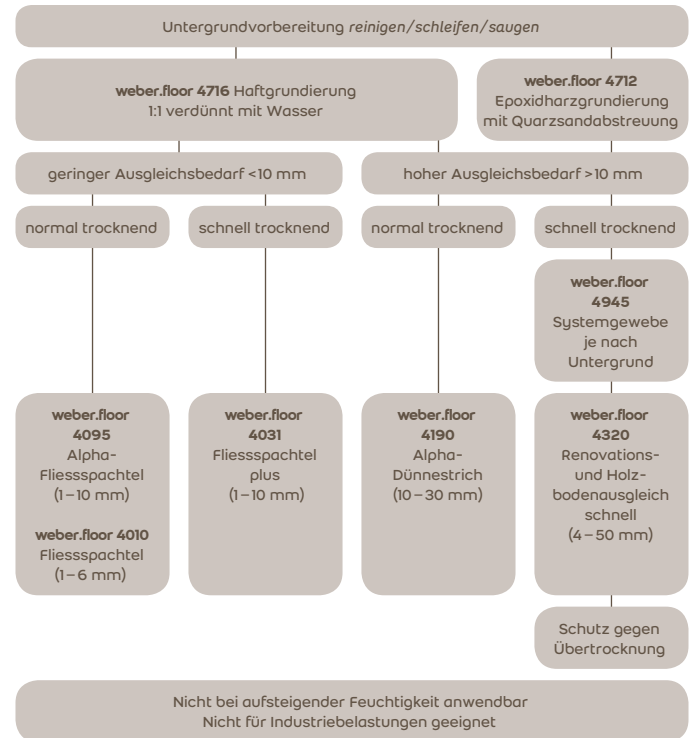 Untergrundvorbereitung reinigen/schleifen/saugen
weber.floor 4716 Haftgrundierung
1:1 verdünnt mit Wasser
weber.floor 4712
Epoxidharzgrundierung
mit Quarzsandabstreuung
geringer Ausgleichsbedarf <10 mm
hoher Ausgleichsbedarf >10 mm
normal trocknend
schnell trocknend
normal trocknend
schnell trocknend
weber.floor
4945
Systemgewebe
je nach
Untergrund
weber.floor
4095
Alpha-
Fliessspachtel
(1–10 mm)
weber.floor 4010
Fliessspachtel
(1–6 mm)
weber.floor
4031
Fliessspachtel
plus
(1–10 mm)
weber.floor
4190
Alpha-
Dünnestrich
(10–30 mm)
weber.floor
4320
Renovations-
und Holz-
bodenausgleich
schnell
(4–50 mm)
Schutz gegen
Übertrocknung
Nicht bei aufsteigender Feuchtigkeit anwendbar
Nicht für Industriebelastungen geeignet